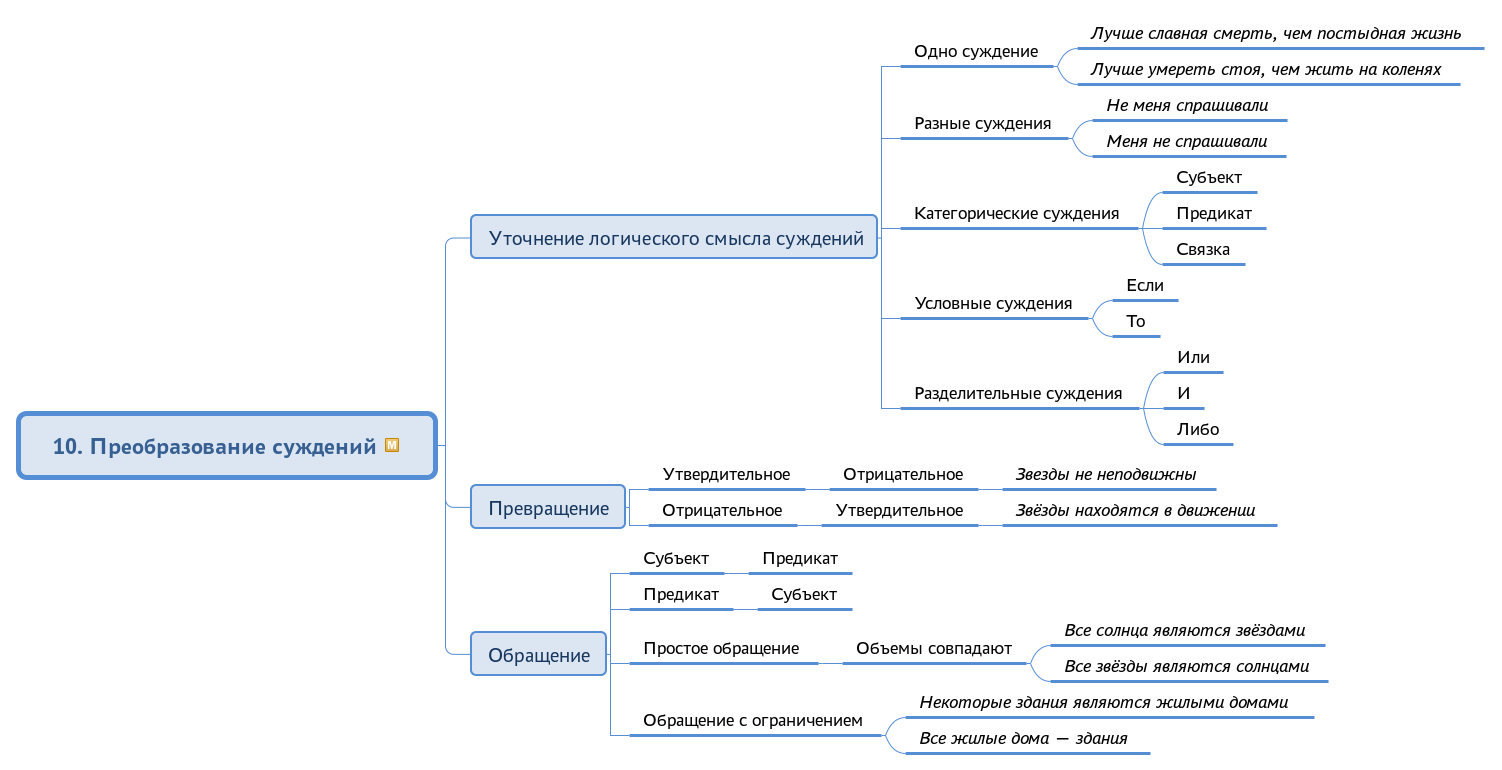 10. Преобразование суждений M
Уточнение логического смысла суждений
Одно суждение
Лучше славная смерть, чем постыдная жизнь
Лучше умереть стоя, чем жить на коленях
Разные суждения
Не меня спрашивали
Меня не спрашивали
Категорические суждения
Субъект
Предикат
Связка
Условные суждения
Если
То
Разделительные суждения
Или
И
Либо
Превращение
Утвердительное
Отрицательное
Звезды не неподвижны
Отрицательное
Утвердительное
Звёзды находятся в движении
Обращение
Субъект
Предикат
Предикат
Субъект
Простое обращение
Объемы совпадают
Все солнца являются звёздами
Все звёзды являются солнцами
Обращение с ограничением
Некоторые здания являются жилыми домами
Все жилые дома — здания